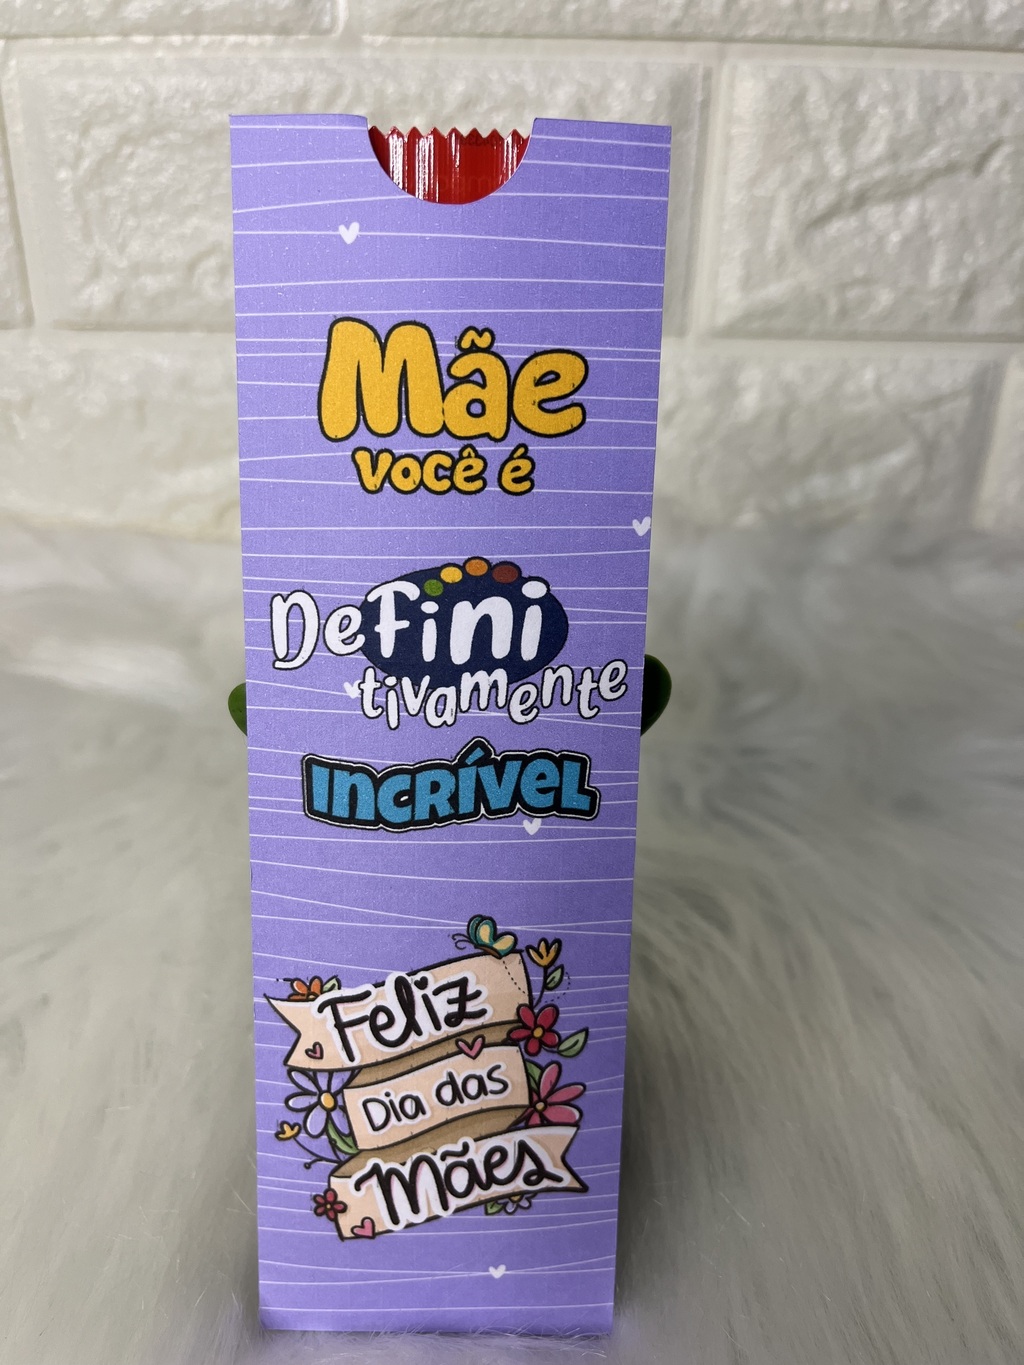 Mãe
você é
DeFini
tivamente
INCRÍVEL
Feliz
Dia das
Mães